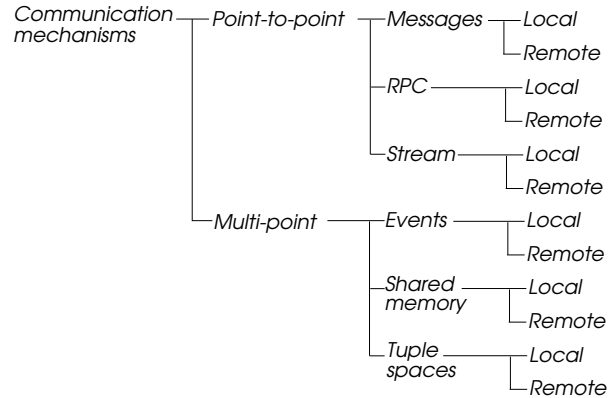 Communication mechanisms
Point-to-point
Messages
Local
Remote
RPC
Local
Remote
Stream
Local
Remote
Multi-point
Events
Local
Remote
Shared memory
Local
Remote
Tuple spaces
Local
Remote